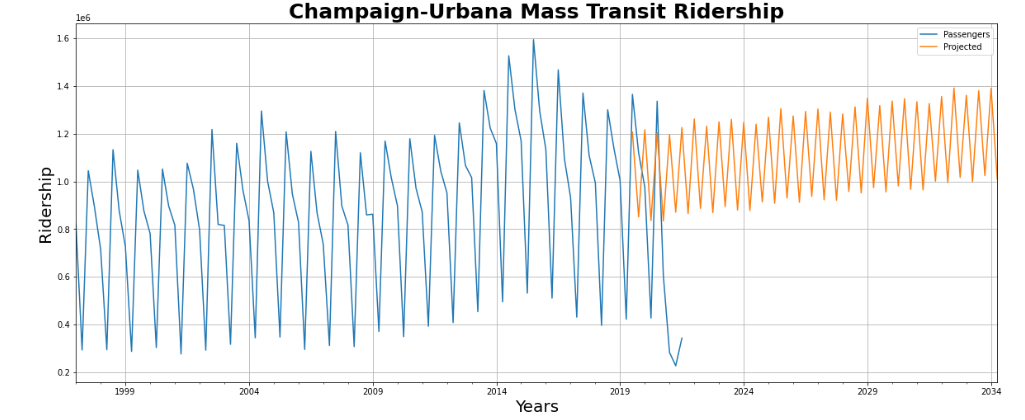 Champaign-Urbana Mass Transit Ridership
1e6
Passengers
Projected
1.6
1.4
1.2
1.0
0.8
0.6
0.4
0.2
Ridership
1999 2004 2009 2014 2019 2024 2029 2034
Years